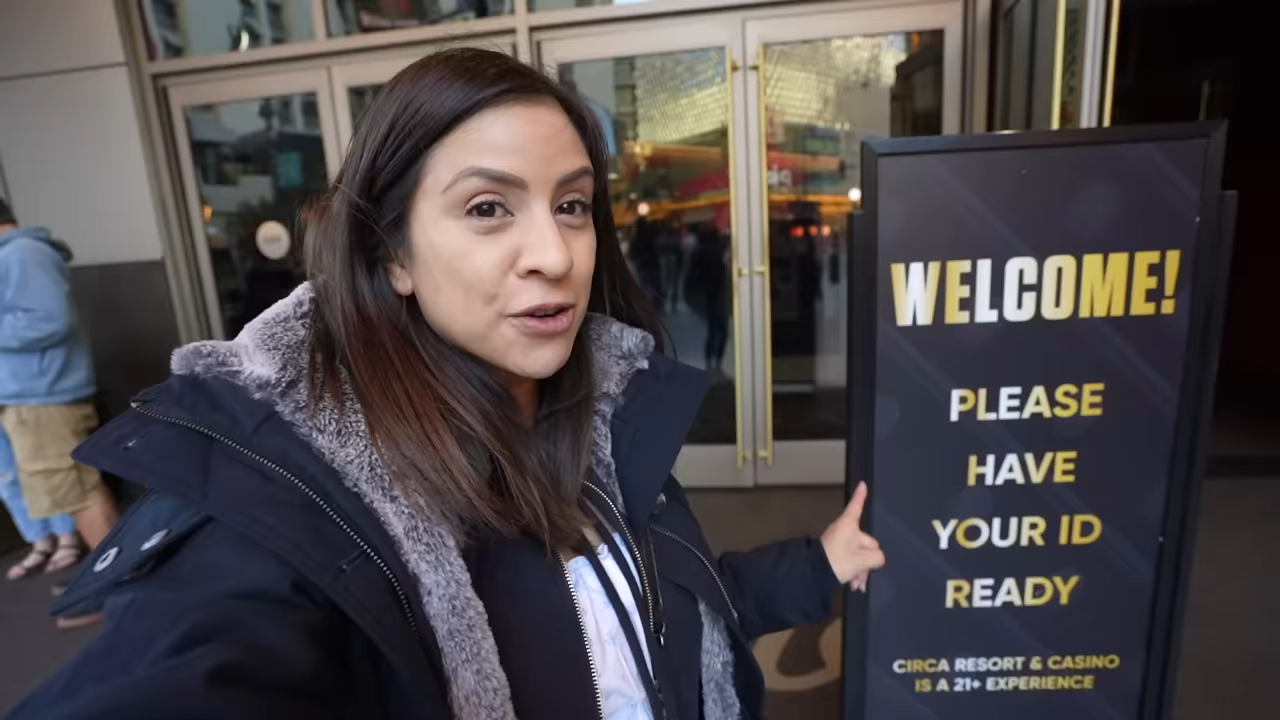 WELCOME!
PLEASE
HAVE
YOUR ID
READY
CIRCA RESORT & CASINO
IS A 21+ EXPERIENCE